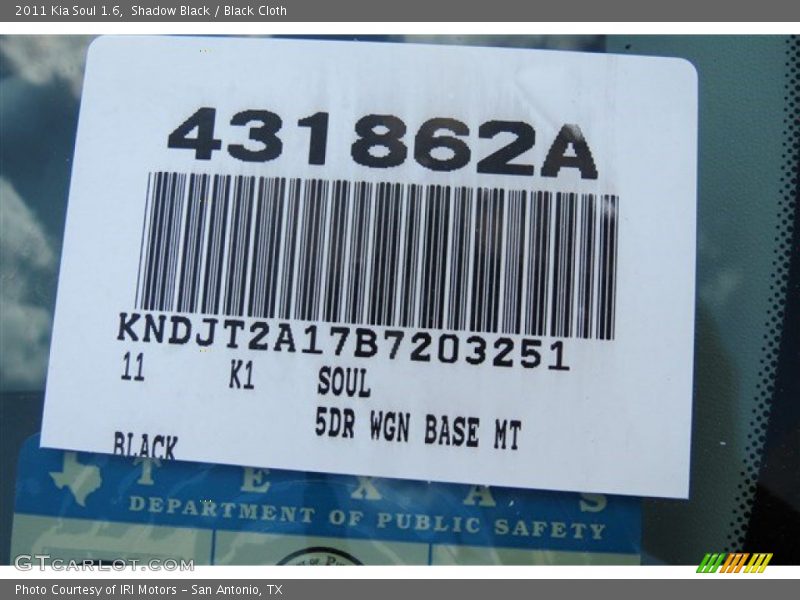 2011 Kia Soul 1.6, Shadow Black / Black Cloth
431862A
KNDJT2A17B7203251
11 K1 SOUL
5DR WGN BASE MT
BLACK
TEXAS
DEPARTMENT OF PUBLIC SAFETY
GTCARLOT.COM
Photo Courtesy of IRI Motors - San Antonio, TX